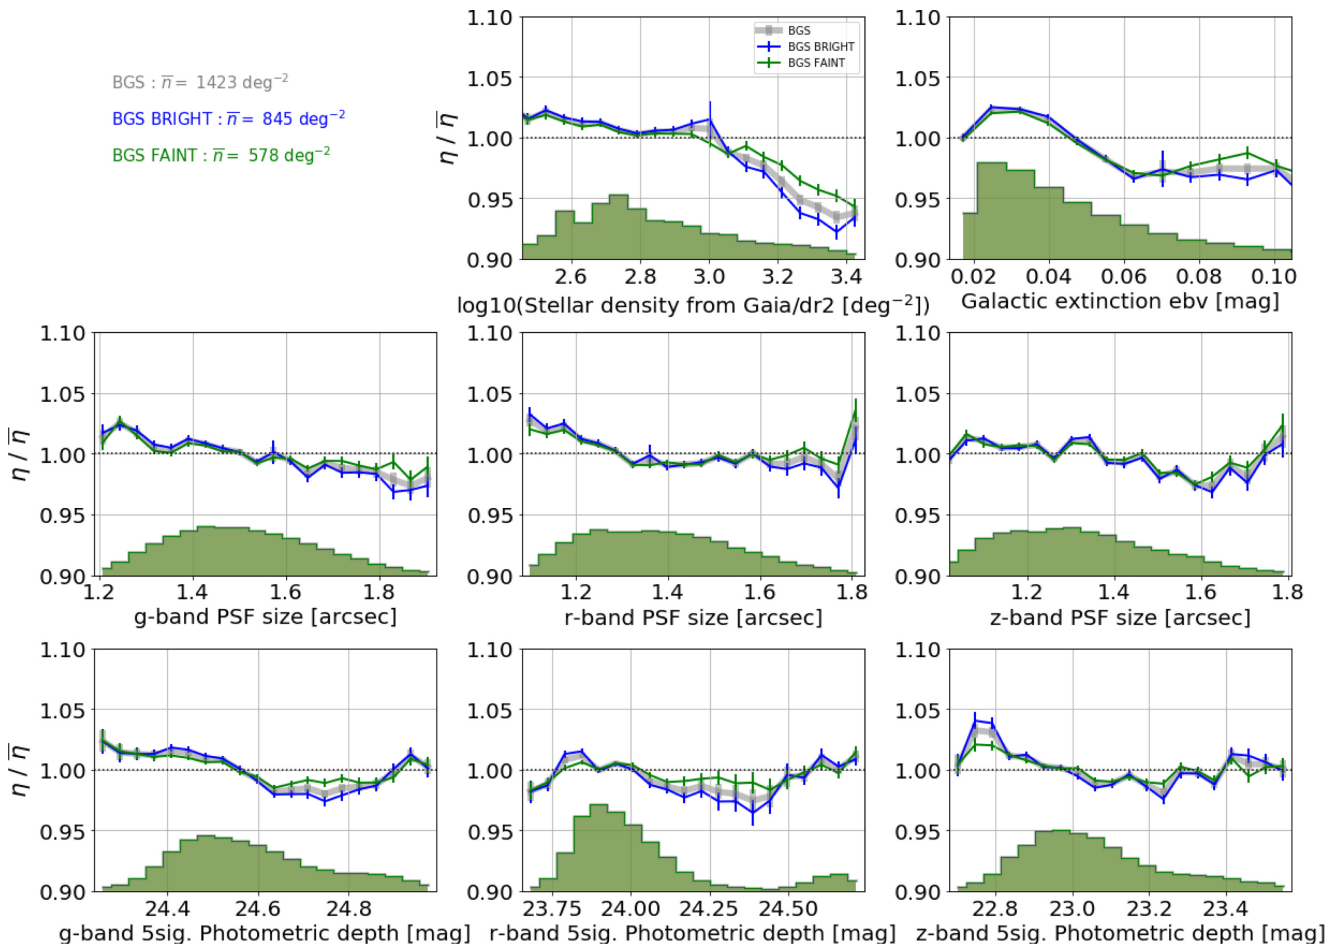 BGS : n̅ = 1423 deg⁻²
BGS BRIGHT : n̅ = 845 deg⁻²
BGS FAINT : n̅ = 578 deg⁻²
η / η̅
1.10
1.05
1.00
0.95
0.90
BGS
BGS BRIGHT
BGS FAINT
2.6 2.8 3.0 3.2 3.4
log10(Stellar density from Gaia/dr2 [deg⁻²])
1.10
1.05
1.00
0.95
0.90
0.02 0.04 0.06 0.08 0.10
Galactic extinction ebv [mag]
η / η̅
1.10
1.05
1.00
0.95
0.90
1.2 1.4 1.6 1.8
g-band PSF size [arcsec]
1.10
1.05
1.00
0.95
0.90
1.2 1.4 1.6 1.8
r-band PSF size [arcsec]
1.10
1.05
1.00
0.95
0.90
1.2 1.4 1.6 1.8
z-band PSF size [arcsec]
η / η̅
1.10
1.05
1.00
0.95
0.90
24.4 24.6 24.8
g-band 5sig. Photometric depth [mag]
1.10
1.05
1.00
0.95
0.90
23.75 24.00 24.25 24.50
r-band 5sig. Photometric depth [mag]
1.10
1.05
1.00
0.95
0.90
22.8 23.0 23.2 23.4
z-band 5sig. Photometric depth [mag]